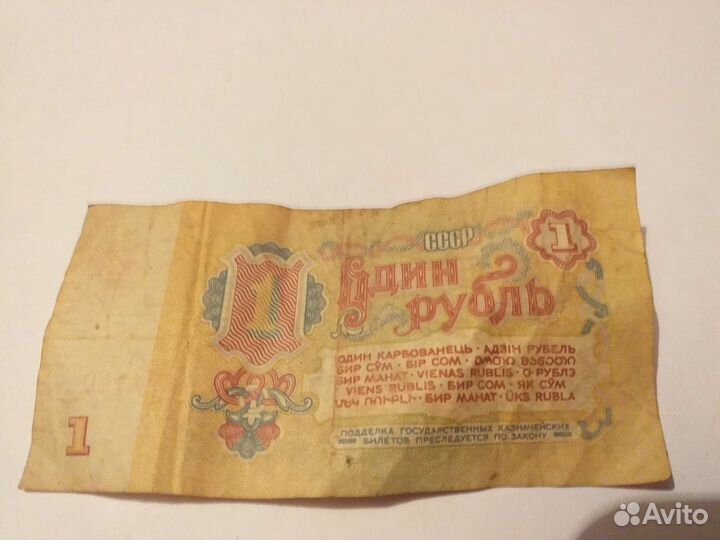 СССР
1
1
Один
рубль
ОДИН КАРБОВАНЕЦЬ · АДЗІН РУБЕЛЬ
БИР СЎМ · БІР СОМ · ᲔᲠᲗᲘ ᲛᲐᲜᲔᲗᲘ
БИР МАНАТ · VIENAS RUBLIS · О РУБЛЭ
VIENS RUBLIS · БИР СОМ · ЯК СЎМ
ՄԵԿ ՌՈՒԲԼԻ · БИР МАНАТ · ÜKS RUBLA
1
ПОДДЕЛКА ГОСУДАРСТВЕННЫХ КАЗНАЧЕЙСКИХ
БИЛЕТОВ ПРЕСЛЕДУЕТСЯ ПО ЗАКОНУ
Avito